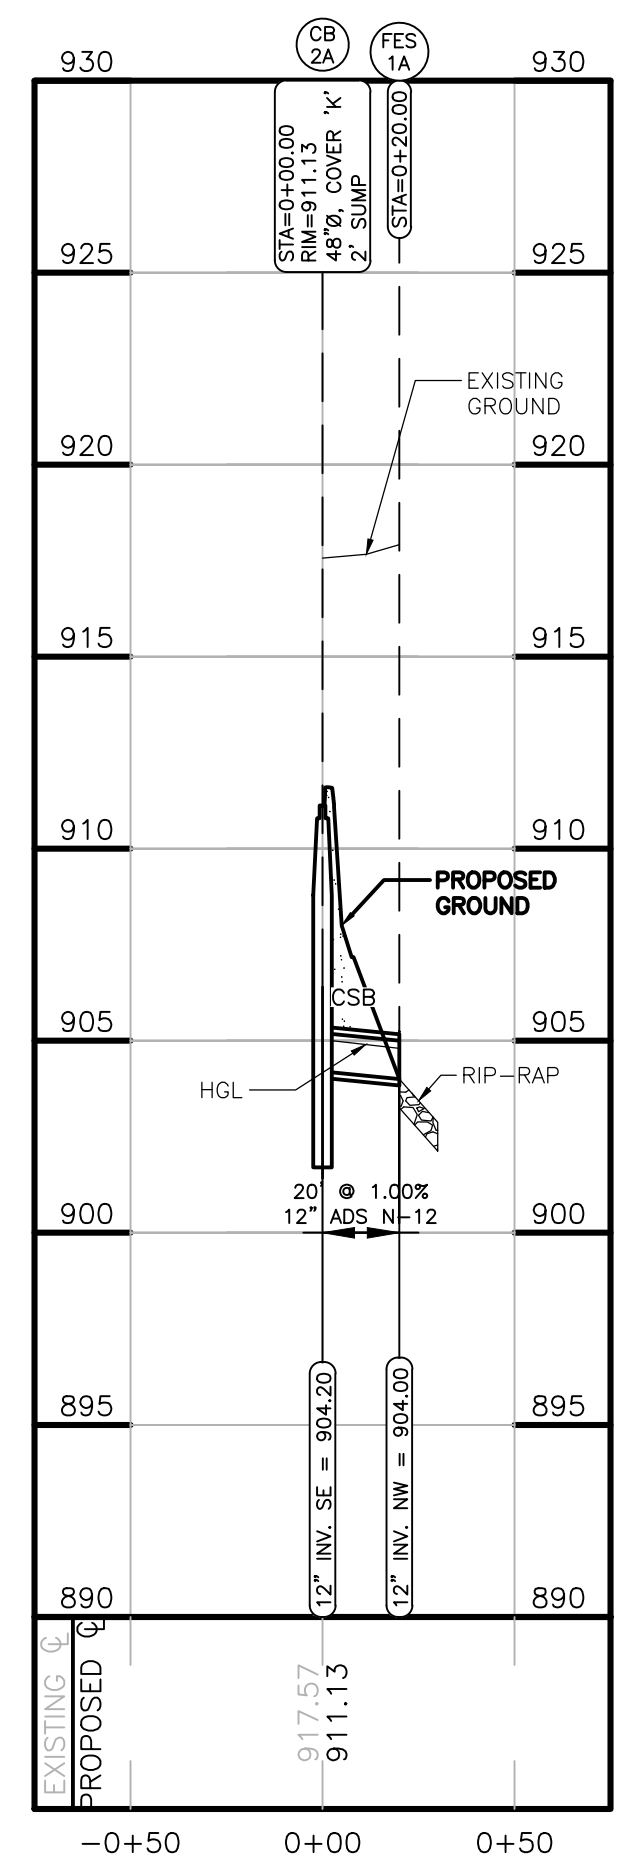 CB
2A
FES
1A
930
930
STA=0+00.00
RIM=911.13
48"Ø, COVER 'K'
2' SUMP
STA=0+20.00
925
925
EXISTING
GROUND
920
920
915
915
910
910
PROPOSED
GROUND
CSB
905
905
HGL
RIP-RAP
20' @ 1.00%
12" ADS N-12
900
900
895
895
12" INV. SE = 904.20
12" INV. NW = 904.00
890
890
EXISTING ℄
PROPOSED ℄
917.57
911.13
-0+50
0+00
0+50